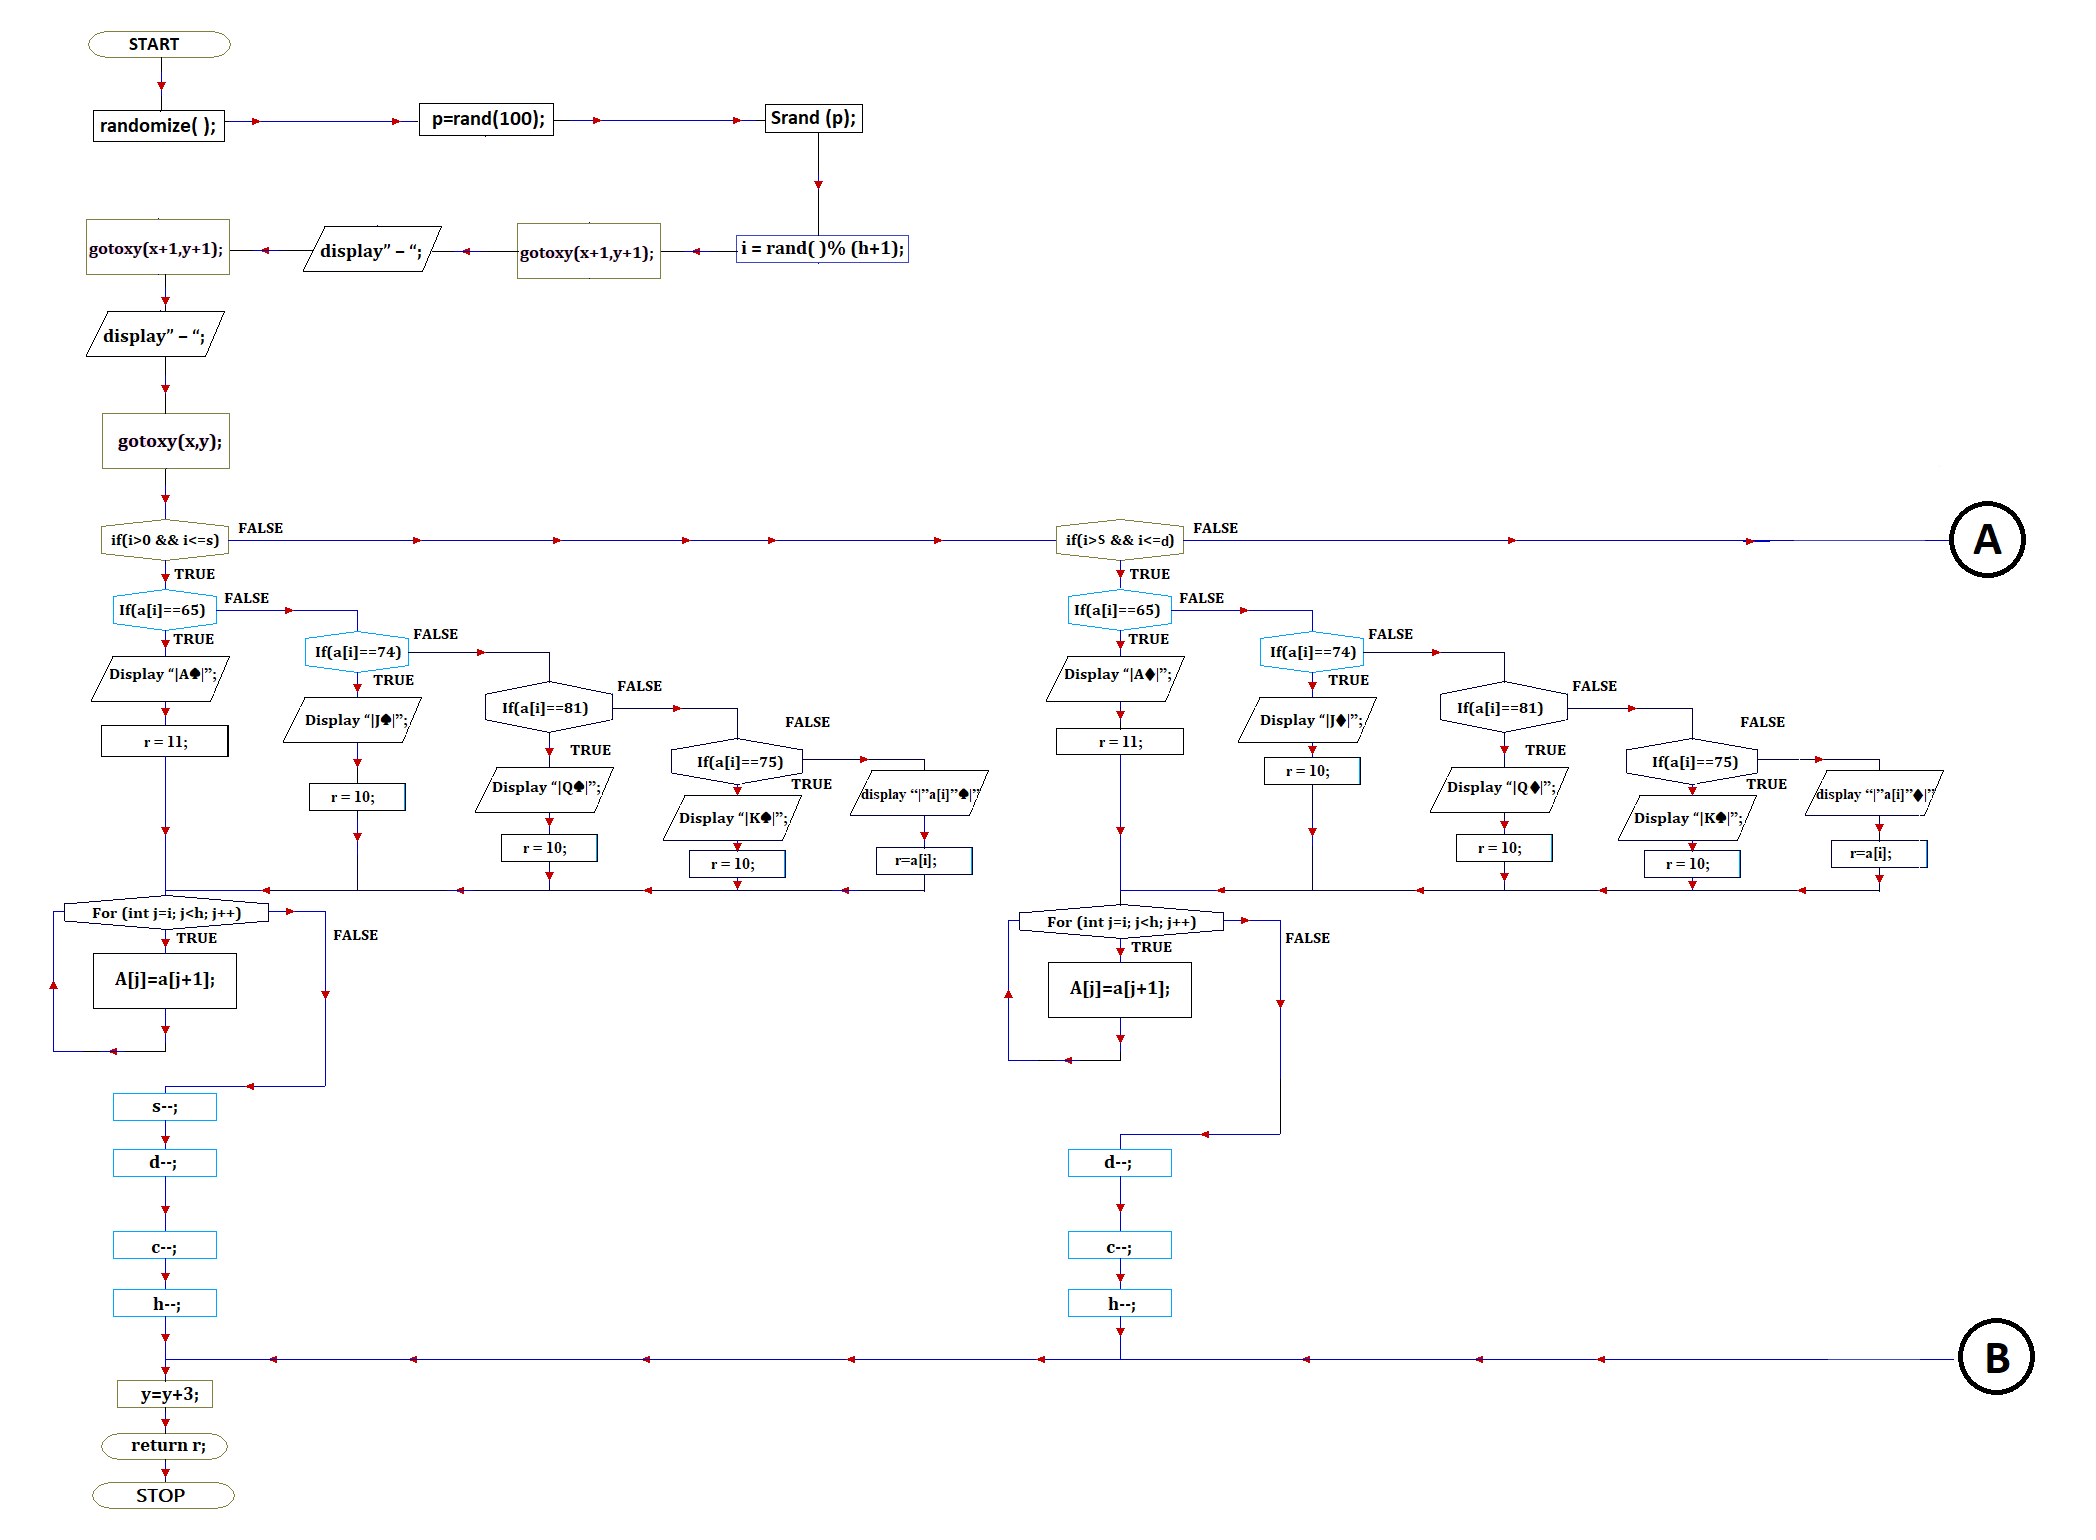 START
randomize( );
p=rand(100);
Srand (p);
gotoxy(x+1,y+1);
display” – “;
gotoxy(x+1,y+1);
i = rand( )% (h+1);
display” – “;
gotoxy(x,y);
if(i>0 && i<=s)
FALSE
TRUE
if(i>S && i<=d)
FALSE
TRUE
A
If(a[i]==65)
FALSE
TRUE
Display “|A♠|”;
r = 11;
If(a[i]==74)
FALSE
TRUE
Display “|J♠|”;
r = 10;
If(a[i]==81)
FALSE
TRUE
Display “|Q♠|”;
r = 10;
If(a[i]==75)
FALSE
TRUE
Display “|K♠|”;
r = 10;
display “|”a[i]”♠|”
r=a[i];
If(a[i]==65)
FALSE
TRUE
Display “|A♦|”;
r = 11;
If(a[i]==74)
FALSE
TRUE
Display “|J♦|”;
r = 10;
If(a[i]==81)
FALSE
TRUE
Display “|Q♦|”;
r = 10;
If(a[i]==75)
FALSE
TRUE
Display “|K♠|”;
r = 10;
display “|”a[i]”♦|”
r=a[i];
For (int j=i; j<h; j++)
FALSE
TRUE
A[j]=a[j+1];
For (int j=i; j<h; j++)
FALSE
TRUE
A[j]=a[j+1];
s--;
d--;
c--;
h--;
d--;
c--;
h--;
B
y=y+3;
return r;
STOP